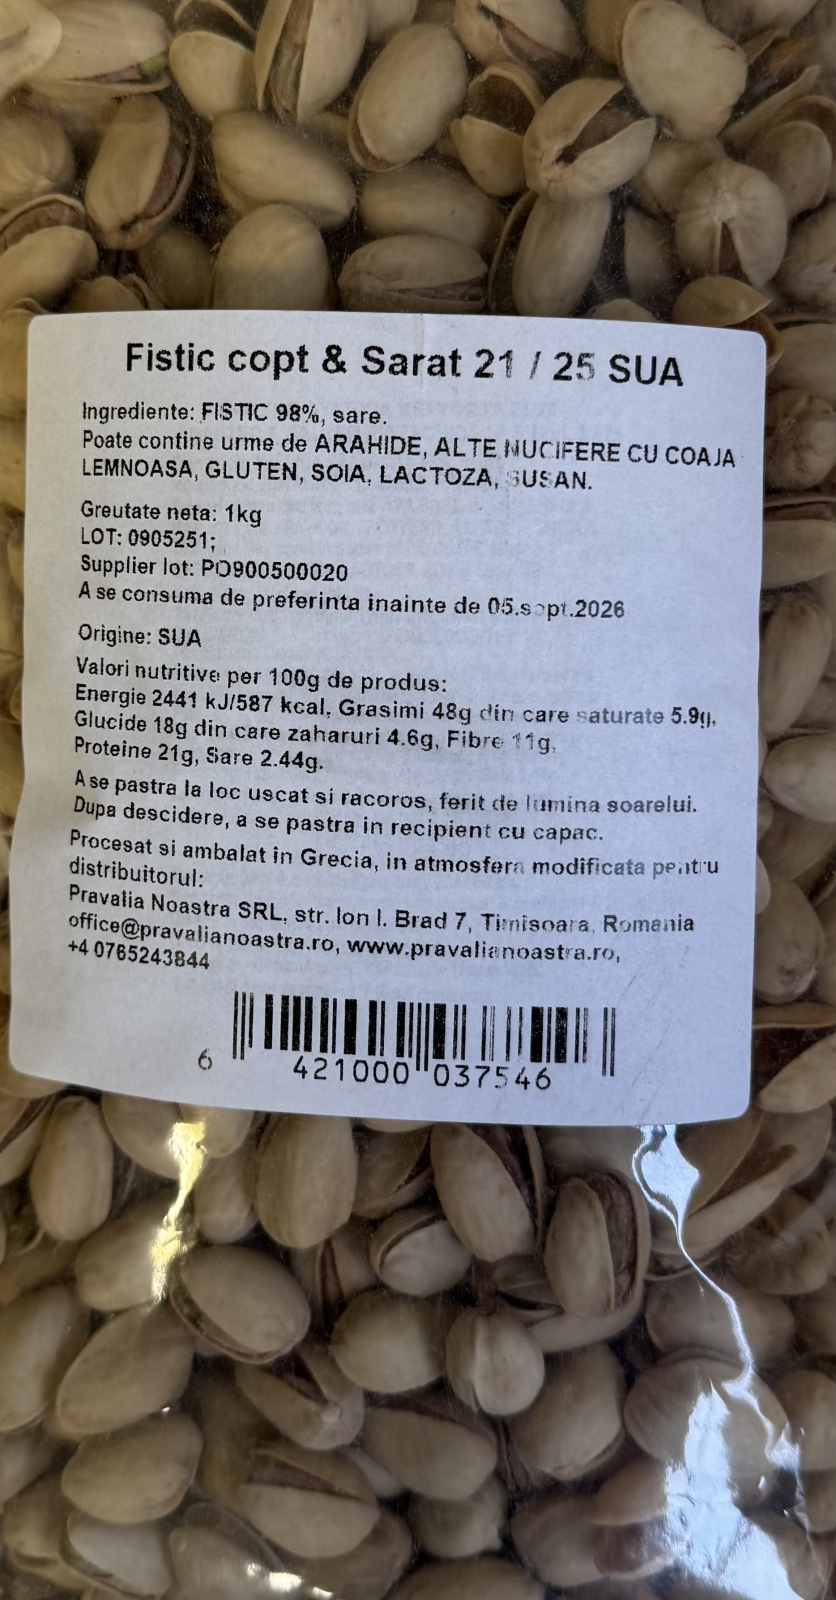 Fistic copt & Sarat 21 / 25 SUA
Ingrediente: FISTIC 98%, sare.
Poate contine urme de ARAHIDE, ALTE NUCIFERE CU COAJA
LEMNOASA, GLUTEN, SOIA, LACTOZA, SUSAN.
Greutate neta: 1kg
LOT: 0905251;
Supplier lot: PO900500020
A se consuma de preferinta inainte de 05.sept.2026
Origine: SUA
Valori nutritive per 100g de produs:
Energie 2441 kJ/587 kcal, Grasimi 48g din care saturate 5.9g,
Glucide 18g din care zaharuri 4.6g, Fibre 11g,
Proteine 21g, Sare 2.44g.
A se pastra la loc uscat si racoros, ferit de lumina soarelui.
Dupa descidere, a se pastra in recipient cu capac.
Procesat si ambalat in Grecia, in atmosfera modificata pentru
distribuitorul:
Pravalia Noastra SRL, str. Ion I. Brad 7, Timisoara, Romania
office@pravalianoastra.ro, www.pravalianoastra.ro,
+4 0765243844
6 421000 037546